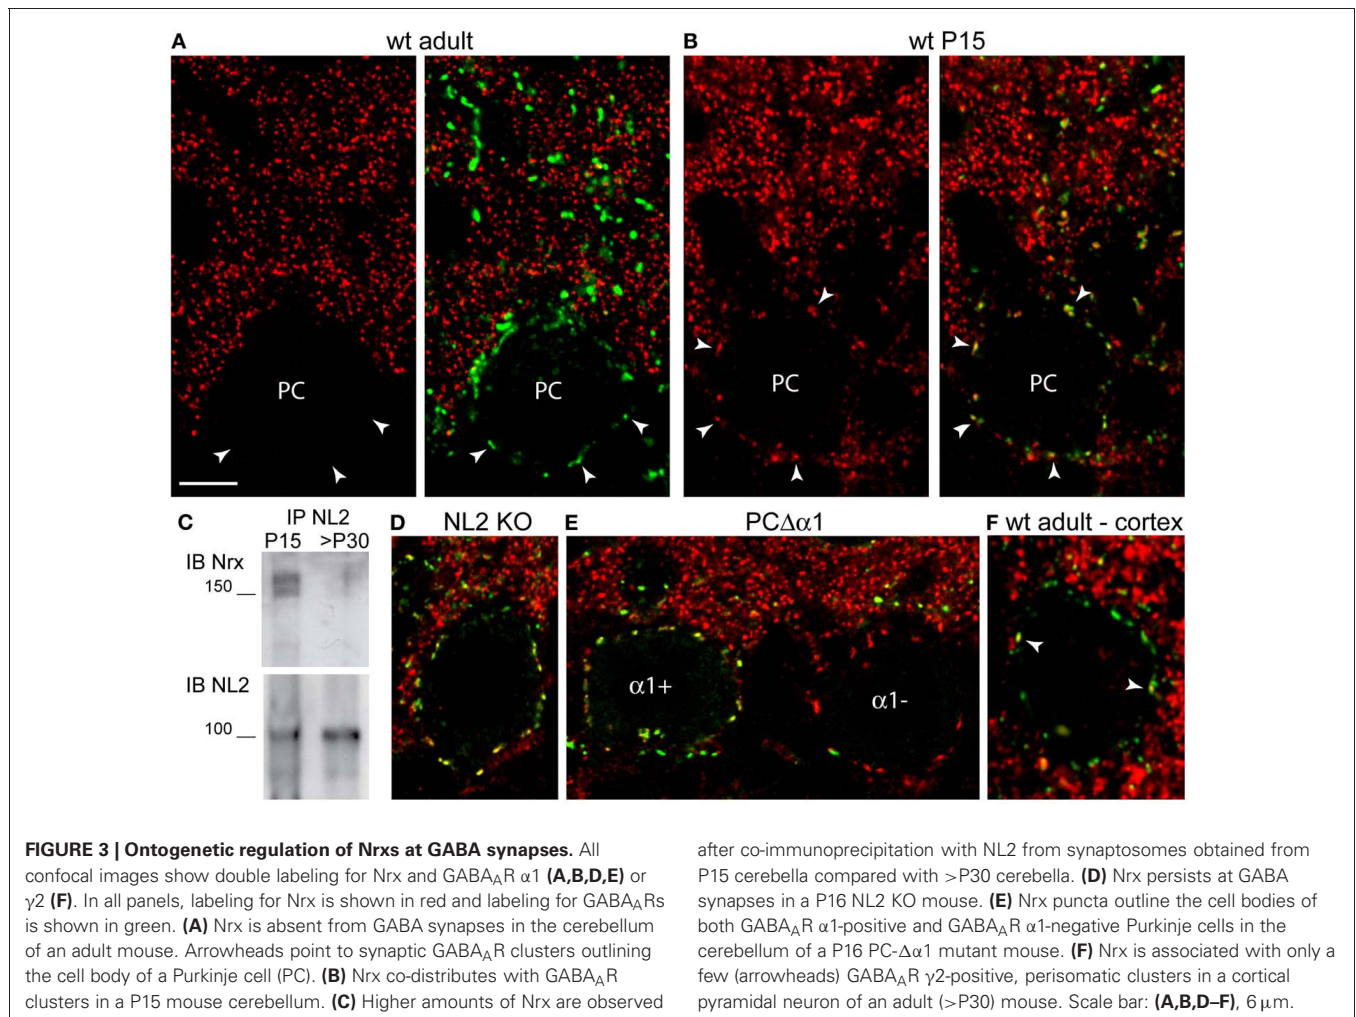 A wt adult
B wt P15
PC
PC
PC
PC
C IP NL2
P15 >P30
IB Nrx
150
IB NL2
100
D NL2 KO
E PCΔα1
α1+
α1-
F wt adult - cortex
FIGURE 3 | Ontogenetic regulation of Nrxs at GABA synapses. All
confocal images show double labeling for Nrx and GABAAR α1 (A,B,D,E) or
γ2 (F). In all panels, labeling for Nrx is shown in red and labeling for GABAARs
is shown in green. (A) Nrx is absent from GABA synapses in the cerebellum
of an adult mouse. Arrowheads point to synaptic GABAAR clusters outlining
the cell body of a Purkinje cell (PC). (B) Nrx co-distributes with GABAAR
clusters in a P15 mouse cerebellum. (C) Higher amounts of Nrx are observed
after co-immunoprecipitation with NL2 from synaptosomes obtained from
P15 cerebella compared with >P30 cerebella. (D) Nrx persists at GABA
synapses in a P16 NL2 KO mouse. (E) Nrx puncta outline the cell bodies of
both GABAAR α1-positive and GABAAR α1-negative Purkinje cells in the
cerebellum of a P16 PC-Δα1 mutant mouse. (F) Nrx is associated with only a
few (arrowheads) GABAAR γ2-positive, perisomatic clusters in a cortical
pyramidal neuron of an adult (>P30) mouse. Scale bar: (A,B,D–F), 6 μm.